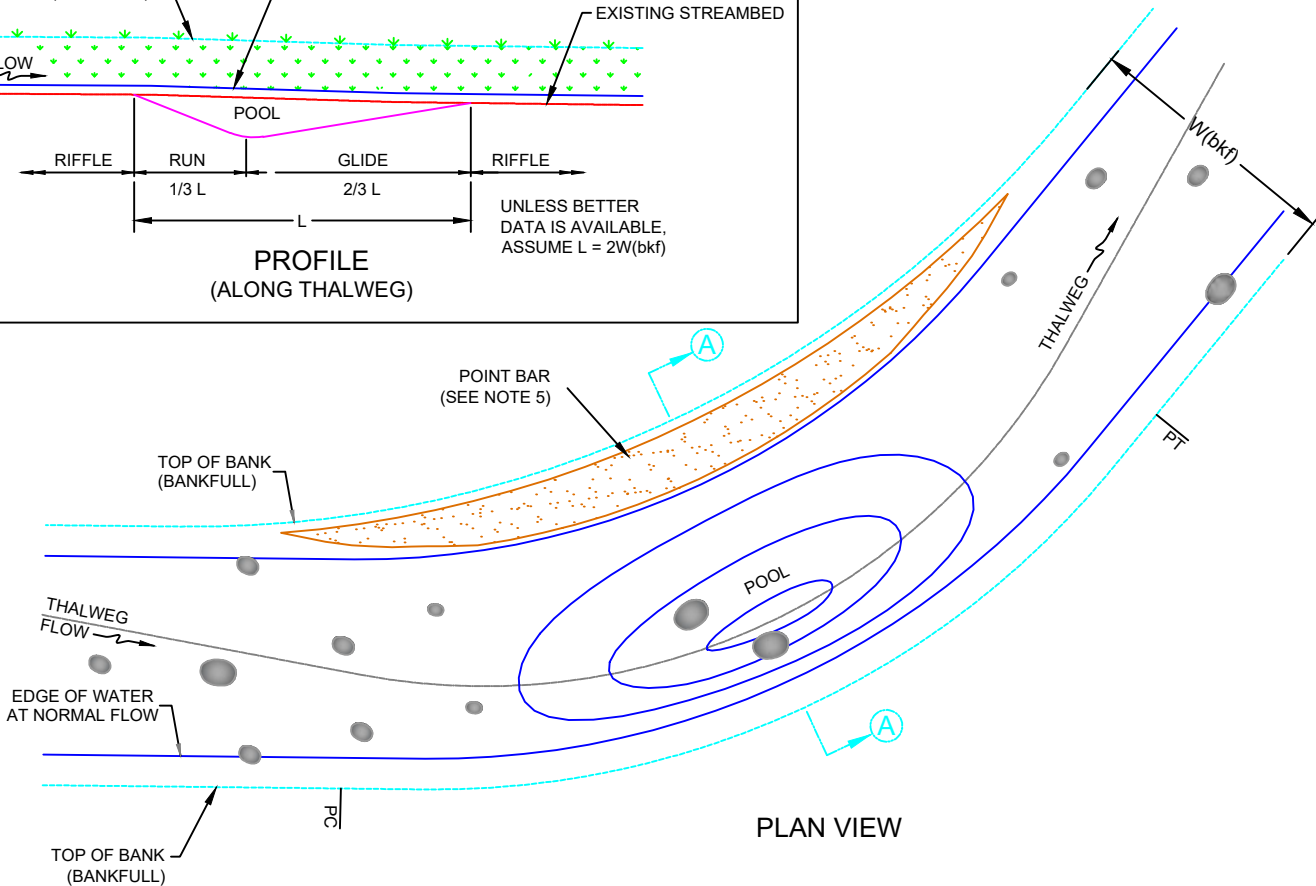 EXISTING STREAMBED
POOL
RIFFLE
RUN
GLIDE
RIFFLE
1/3 L
2/3 L
L
UNLESS BETTER
DATA IS AVAILABLE,
ASSUME L = 2W(bkf)
PROFILE
(ALONG THALWEG)
W(bkf)
THALWEG
A
POINT BAR
(SEE NOTE 5)
PT
TOP OF BANK
(BANKFULL)
POOL
THALWEG
FLOW
EDGE OF WATER
AT NORMAL FLOW
A
PC
PLAN VIEW
TOP OF BANK
(BANKFULL)